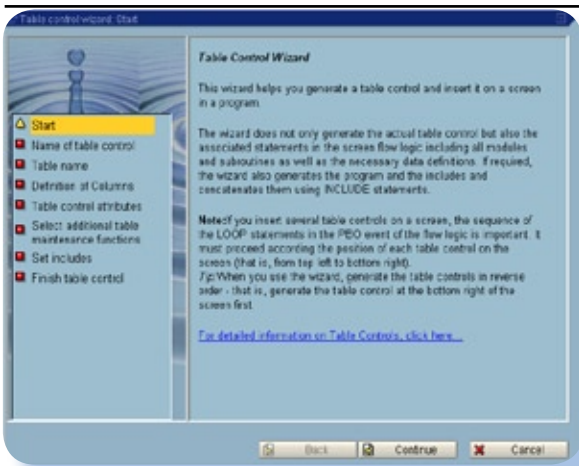 Table control wizard: Start
Start
Name of table control
Table name
Definition of Columns
Table control attributes
Select additional table
maintenance functions
Set includes
Finish table control
Table Control Wizard
This wizard helps you generate a table control and insert it on a screen
in a program.
The wizard does not only generate the actual table control but also the
associated statements in the screen flow logic including all modules
and subroutines as well as the necessary data definitions. If required,
the wizard also generates the program and the includes and
concatenates them using INCLUDE statements.
Note:If you insert several table controls on a screen, the sequence of
the LOOP statements in the PBO event of the flow logic is important. It
must proceed according the position of each table control on the
screen (that is, from top left to bottom right).
Tip:When you use the wizard, generate the table controls in reverse
order - that is, generate the table control at the bottom right of the
screen first.
For detailed information on Table Controls, click here...
Back
Continue
Cancel